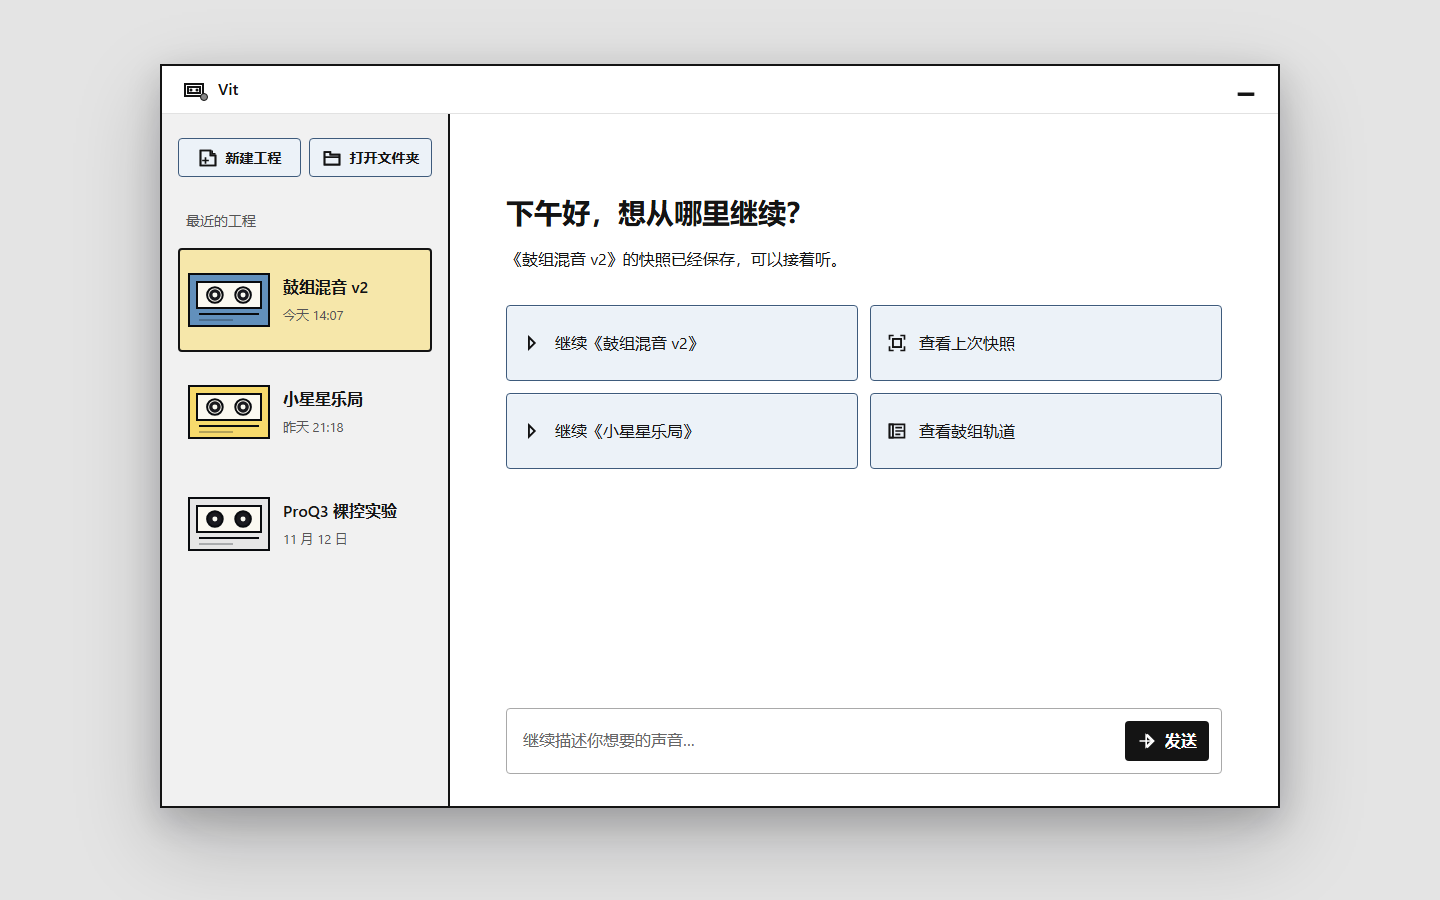 Vit
新建工程
打开文件夹
最近的工程
鼓组混音 v2
今天 14:07
小星星乐局
昨天 21:18
ProQ3 裸控实验
11 月 12 日
下午好，想从哪里继续？
《鼓组混音 v2》的快照已经保存，可以接着听。
继续《鼓组混音 v2》
查看上次快照
继续《小星星乐局》
查看鼓组轨道
继续描述你想要的声音...
发送